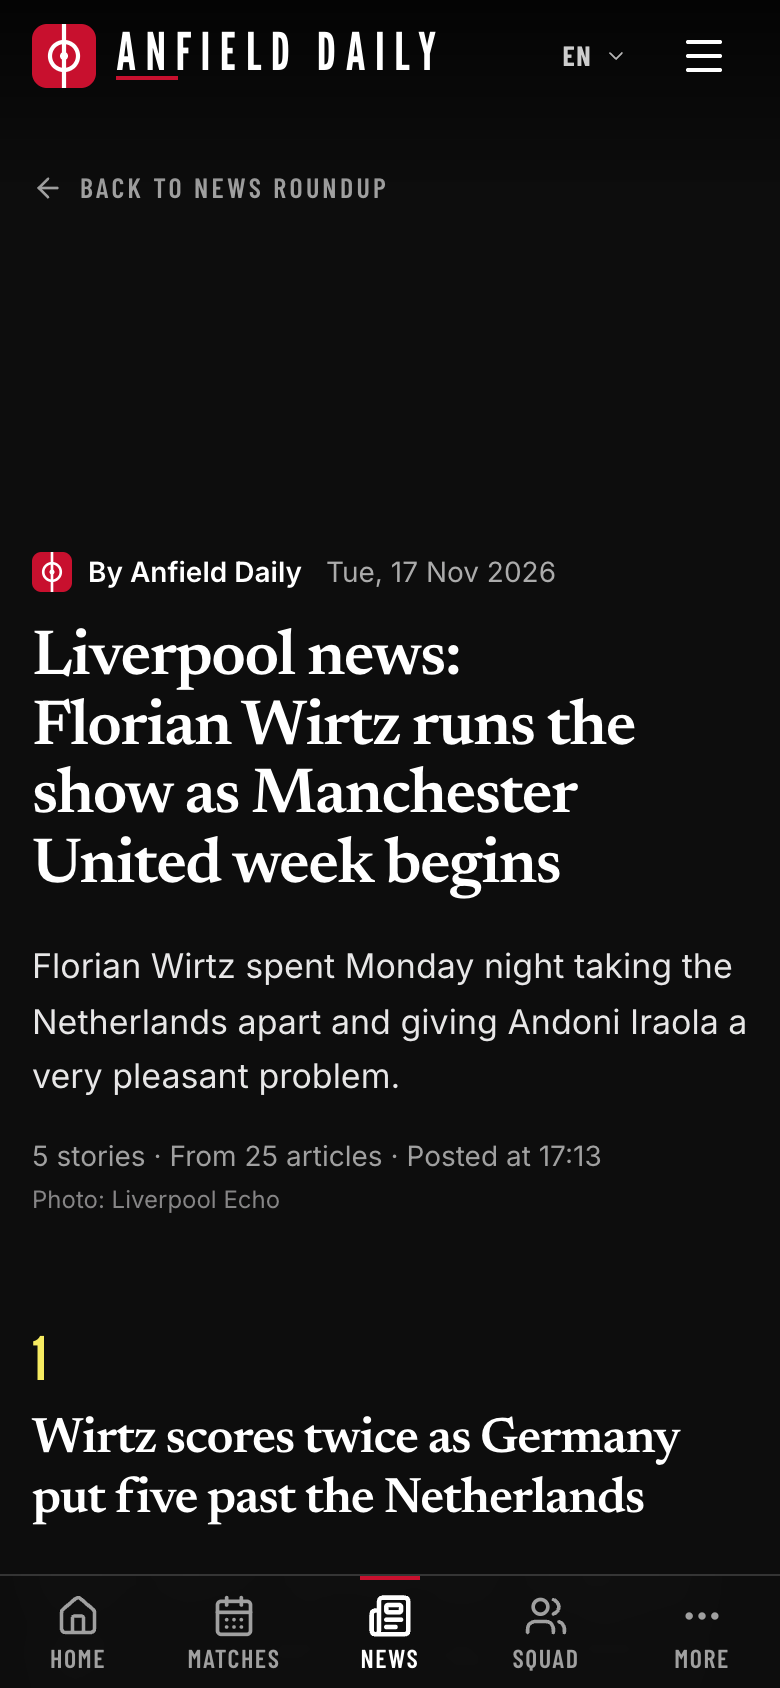 ANFIELD DAILY
EN
BACK TO NEWS ROUNDUP
By Anfield Daily Tue, 17 Nov 2026
Liverpool news:
Florian Wirtz runs the
show as Manchester
United week begins
Florian Wirtz spent Monday night taking the
Netherlands apart and giving Andoni Iraola a
very pleasant problem.
5 stories · From 25 articles · Posted at 17:13
Photo: Liverpool Echo
1
Wirtz scores twice as Germany
put five past the Netherlands
HOME MATCHES NEWS SQUAD MORE